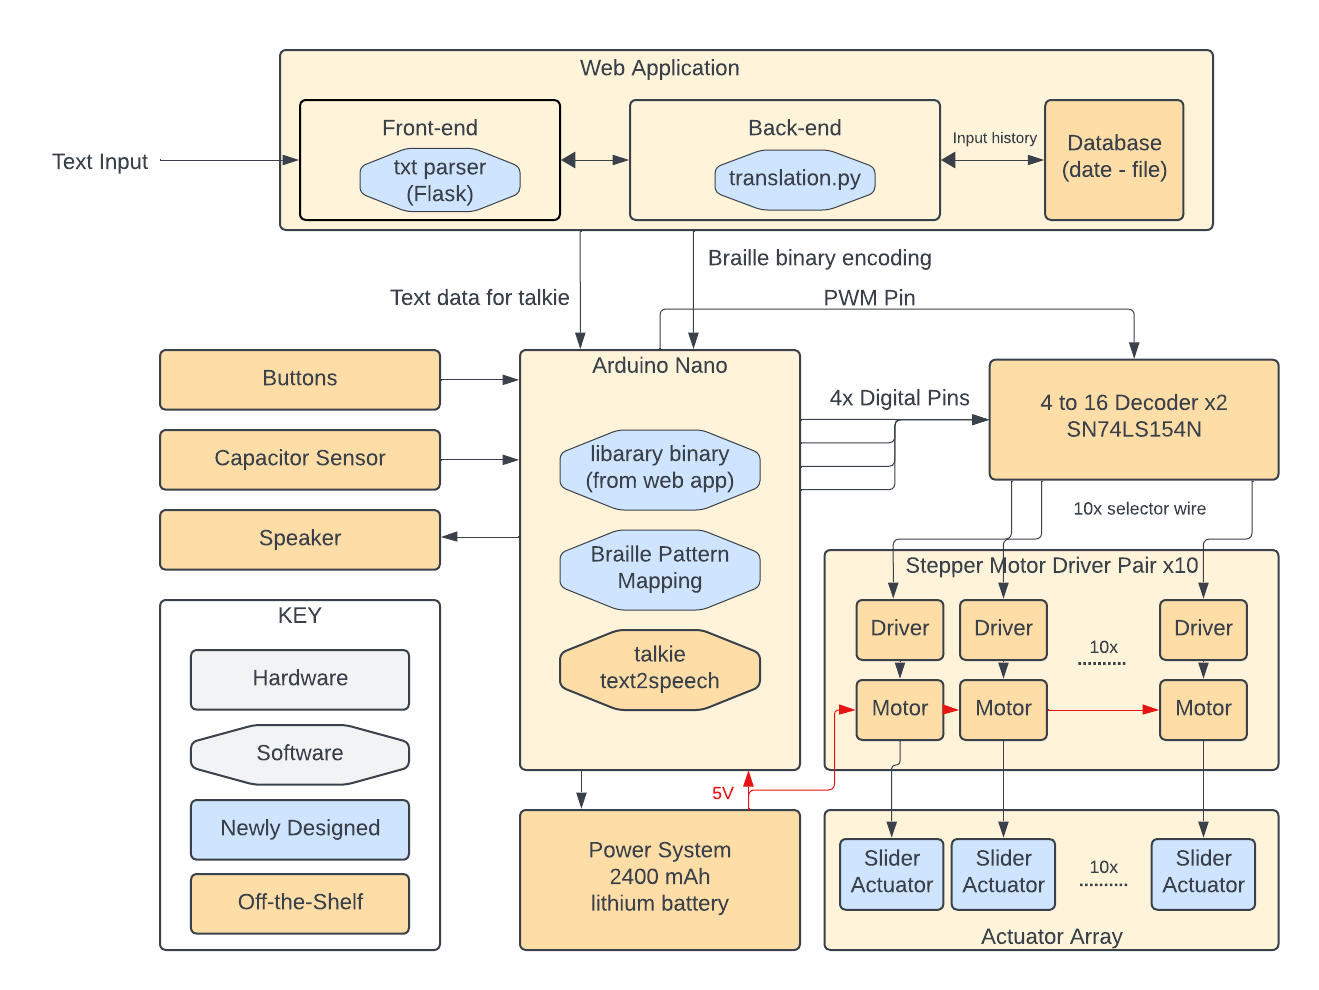 Web Application
Front-end
txt parser
(Flask)
Back-end
translation.py
Input history
Database
(date - file)
Text Input
Braille binary encoding
Text data for talkie
PWM Pin
Buttons
Capacitor Sensor
Speaker
Arduino Nano
libarary binary
(from web app)
Braille Pattern
Mapping
talkie
text2speech
4x Digital Pins
4 to 16 Decoder x2
SN74LS154N
10x selector wire
Stepper Motor Driver Pair x10
Driver
Driver
10x
Driver
Motor
Motor
Motor
KEY
Hardware
Software
Newly Designed
Off-the-Shelf
5V
Power System
2400 mAh
lithium battery
Slider
Actuator
Slider
Actuator
10x
Slider
Actuator
Actuator Array